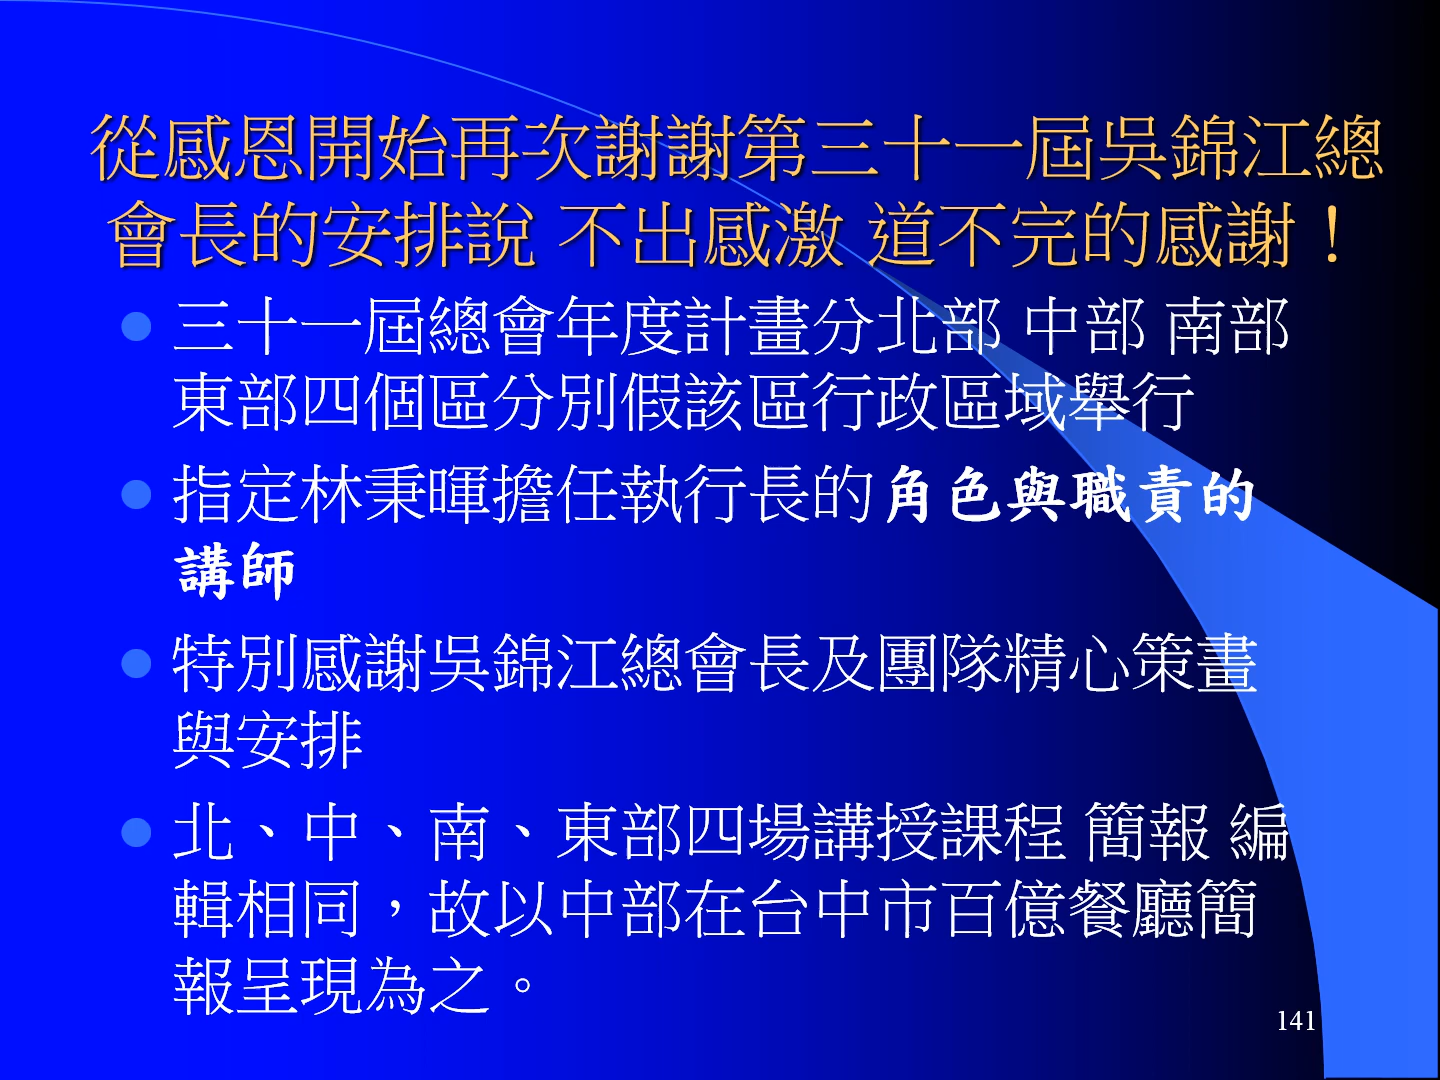 從感恩開始再次謝謝第三十一屆吳錦江總
會長的安排說 不出感激 道不完的感謝！
三十一屆總會年度計畫分北部 中部 南部
東部四個區分別假該區行政區域舉行
指定林秉暉擔任執行長的角色與職責的
講師
特別感謝吳錦江總會長及團隊精心策畫
與安排
北、中、南、東部四場講授課程 簡報 編
輯相同，故以中部在台中市百億餐廳簡
報呈現為之。
141